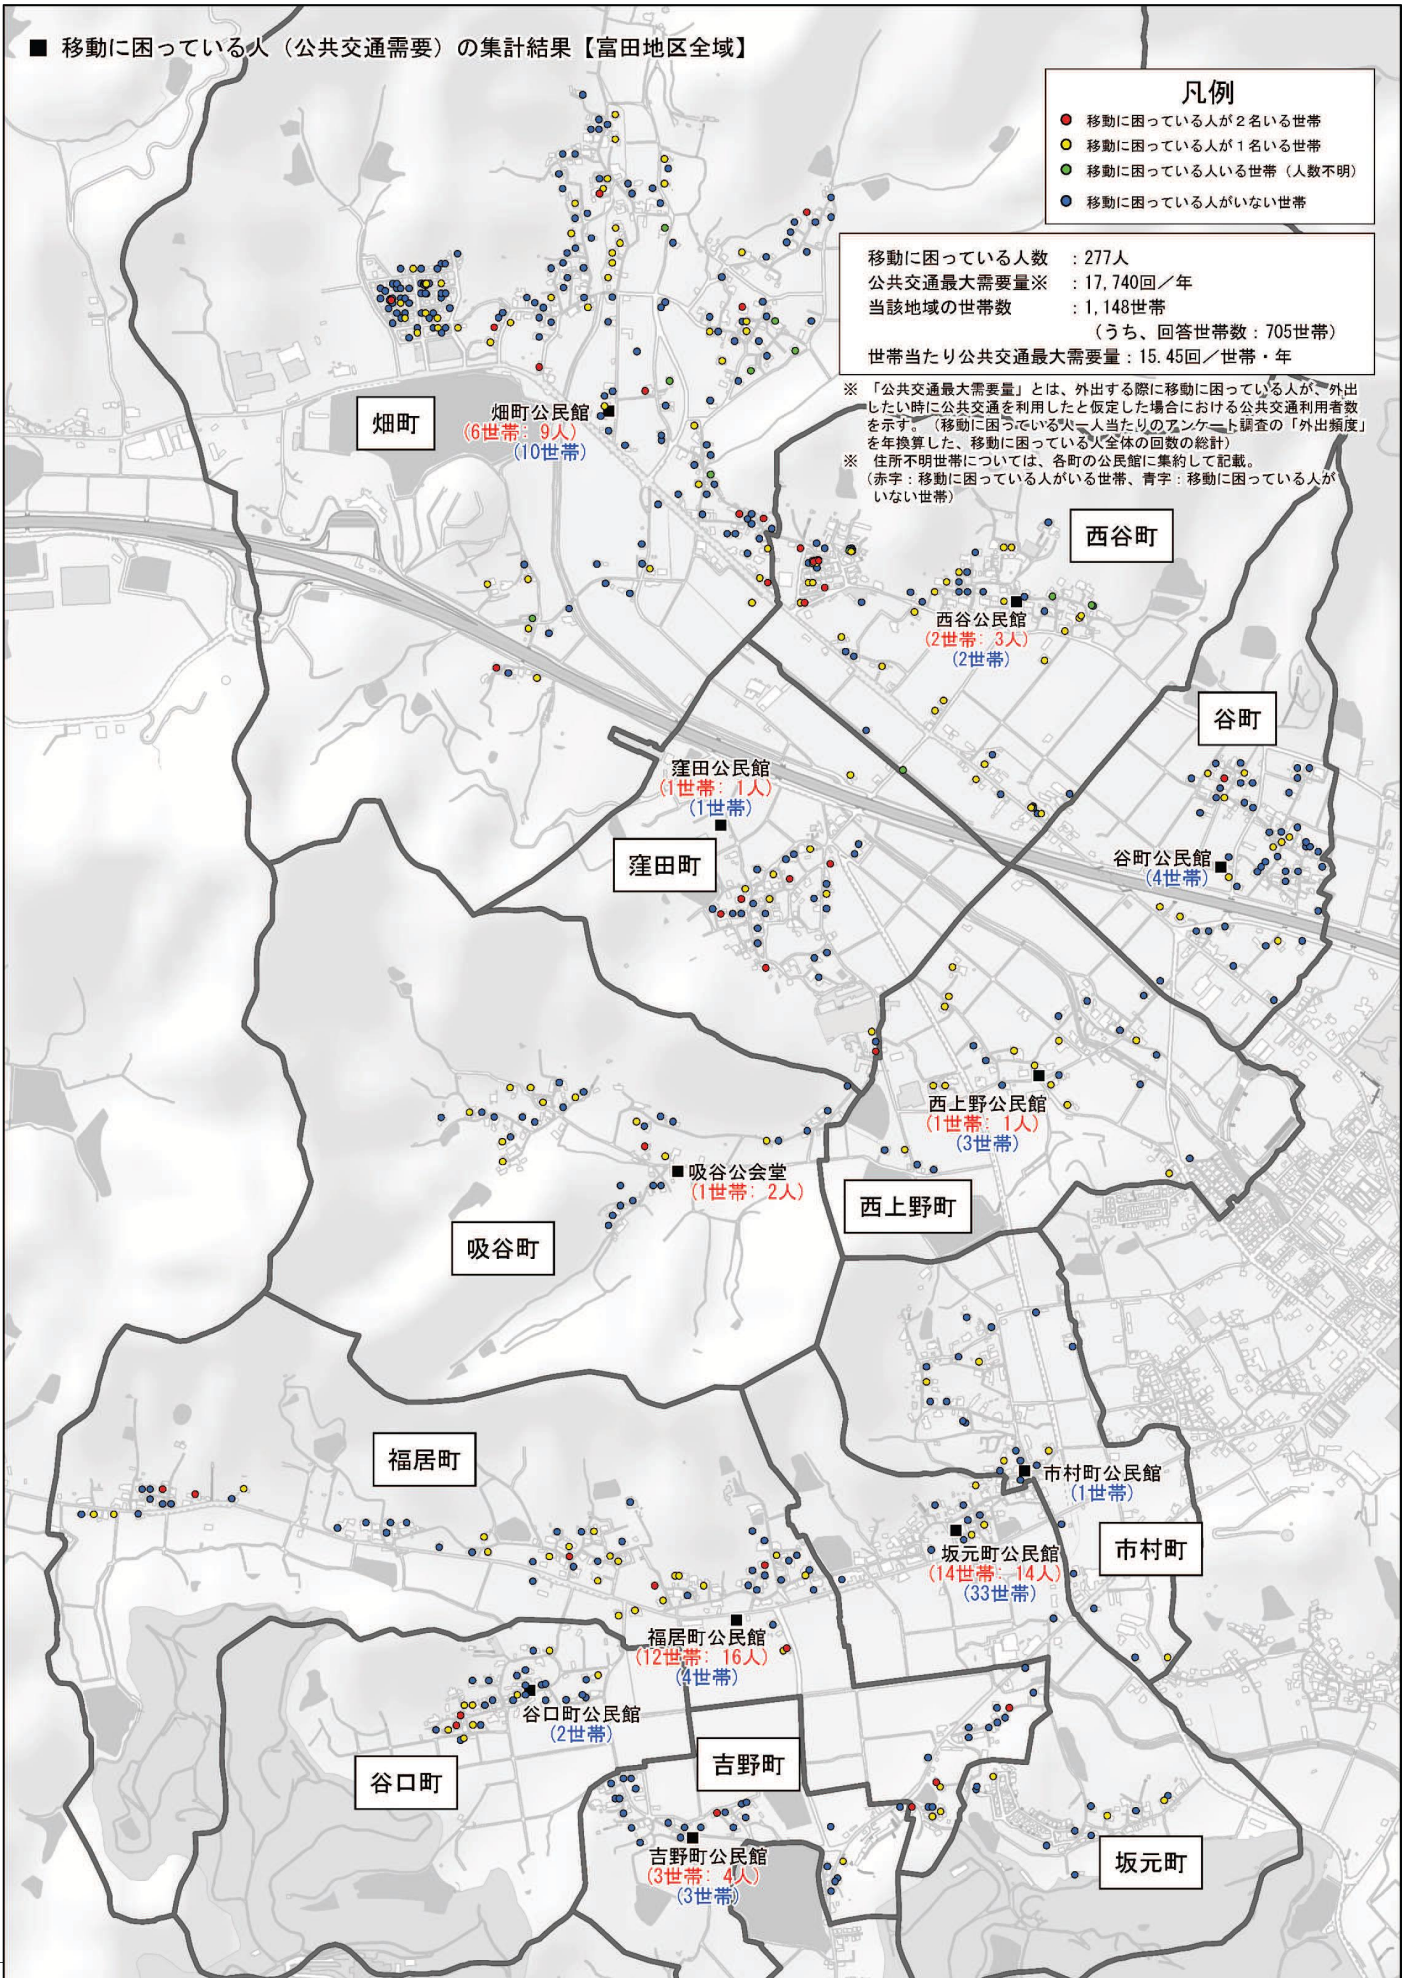 ■ 移動に困っている人（公共交通需要）の集計結果【富田地区全域】
凡例
移動に困っている人が２名いる世帯
移動に困っている人が１名いる世帯
移動に困っている人いる世帯（人数不明）
移動に困っている人がいない世帯
移動に困っている人数　：277人
公共交通最大需要量※　：17,740回／年
当該地域の世帯数　：1,148世帯
（うち、回答世帯数：705世帯）
世帯当たり公共交通最大需要量：15.45回／世帯・年
※　「公共交通最大需要量」とは、外出する際に移動に困っている人が、外出
したい時に公共交通を利用したと仮定した場合における公共交通利用者数
を示す。（移動に困っている人一人当たりのアンケート調査の「外出頻度」
を年換算した、移動に困っている人全体の回数の総計）
※　住所不明世帯については、各町の公民館に集約して記載。
（赤字：移動に困っている人がいる世帯、青字：移動に困っている人が
いない世帯）
畑町
畑町公民館
（6世帯：9人）
（10世帯）
西谷町
西谷公民館
（2世帯：3人）
（2世帯）
谷町
窪田公民館
（1世帯：1人）
（1世帯）
窪田町
谷町公民館
（4世帯）
西上野公民館
（1世帯：1人）
（3世帯）
吸谷公会堂
（1世帯：2人）
西上野町
吸谷町
福居町
市村町公民館
（1世帯）
市村町
坂元町公民館
（14世帯：14人）
（33世帯）
福居町公民館
（12世帯：16人）
（4世帯）
谷口町公民館
（2世帯）
吉野町
谷口町
吉野町公民館
（3世帯：4人）
（3世帯）
坂元町